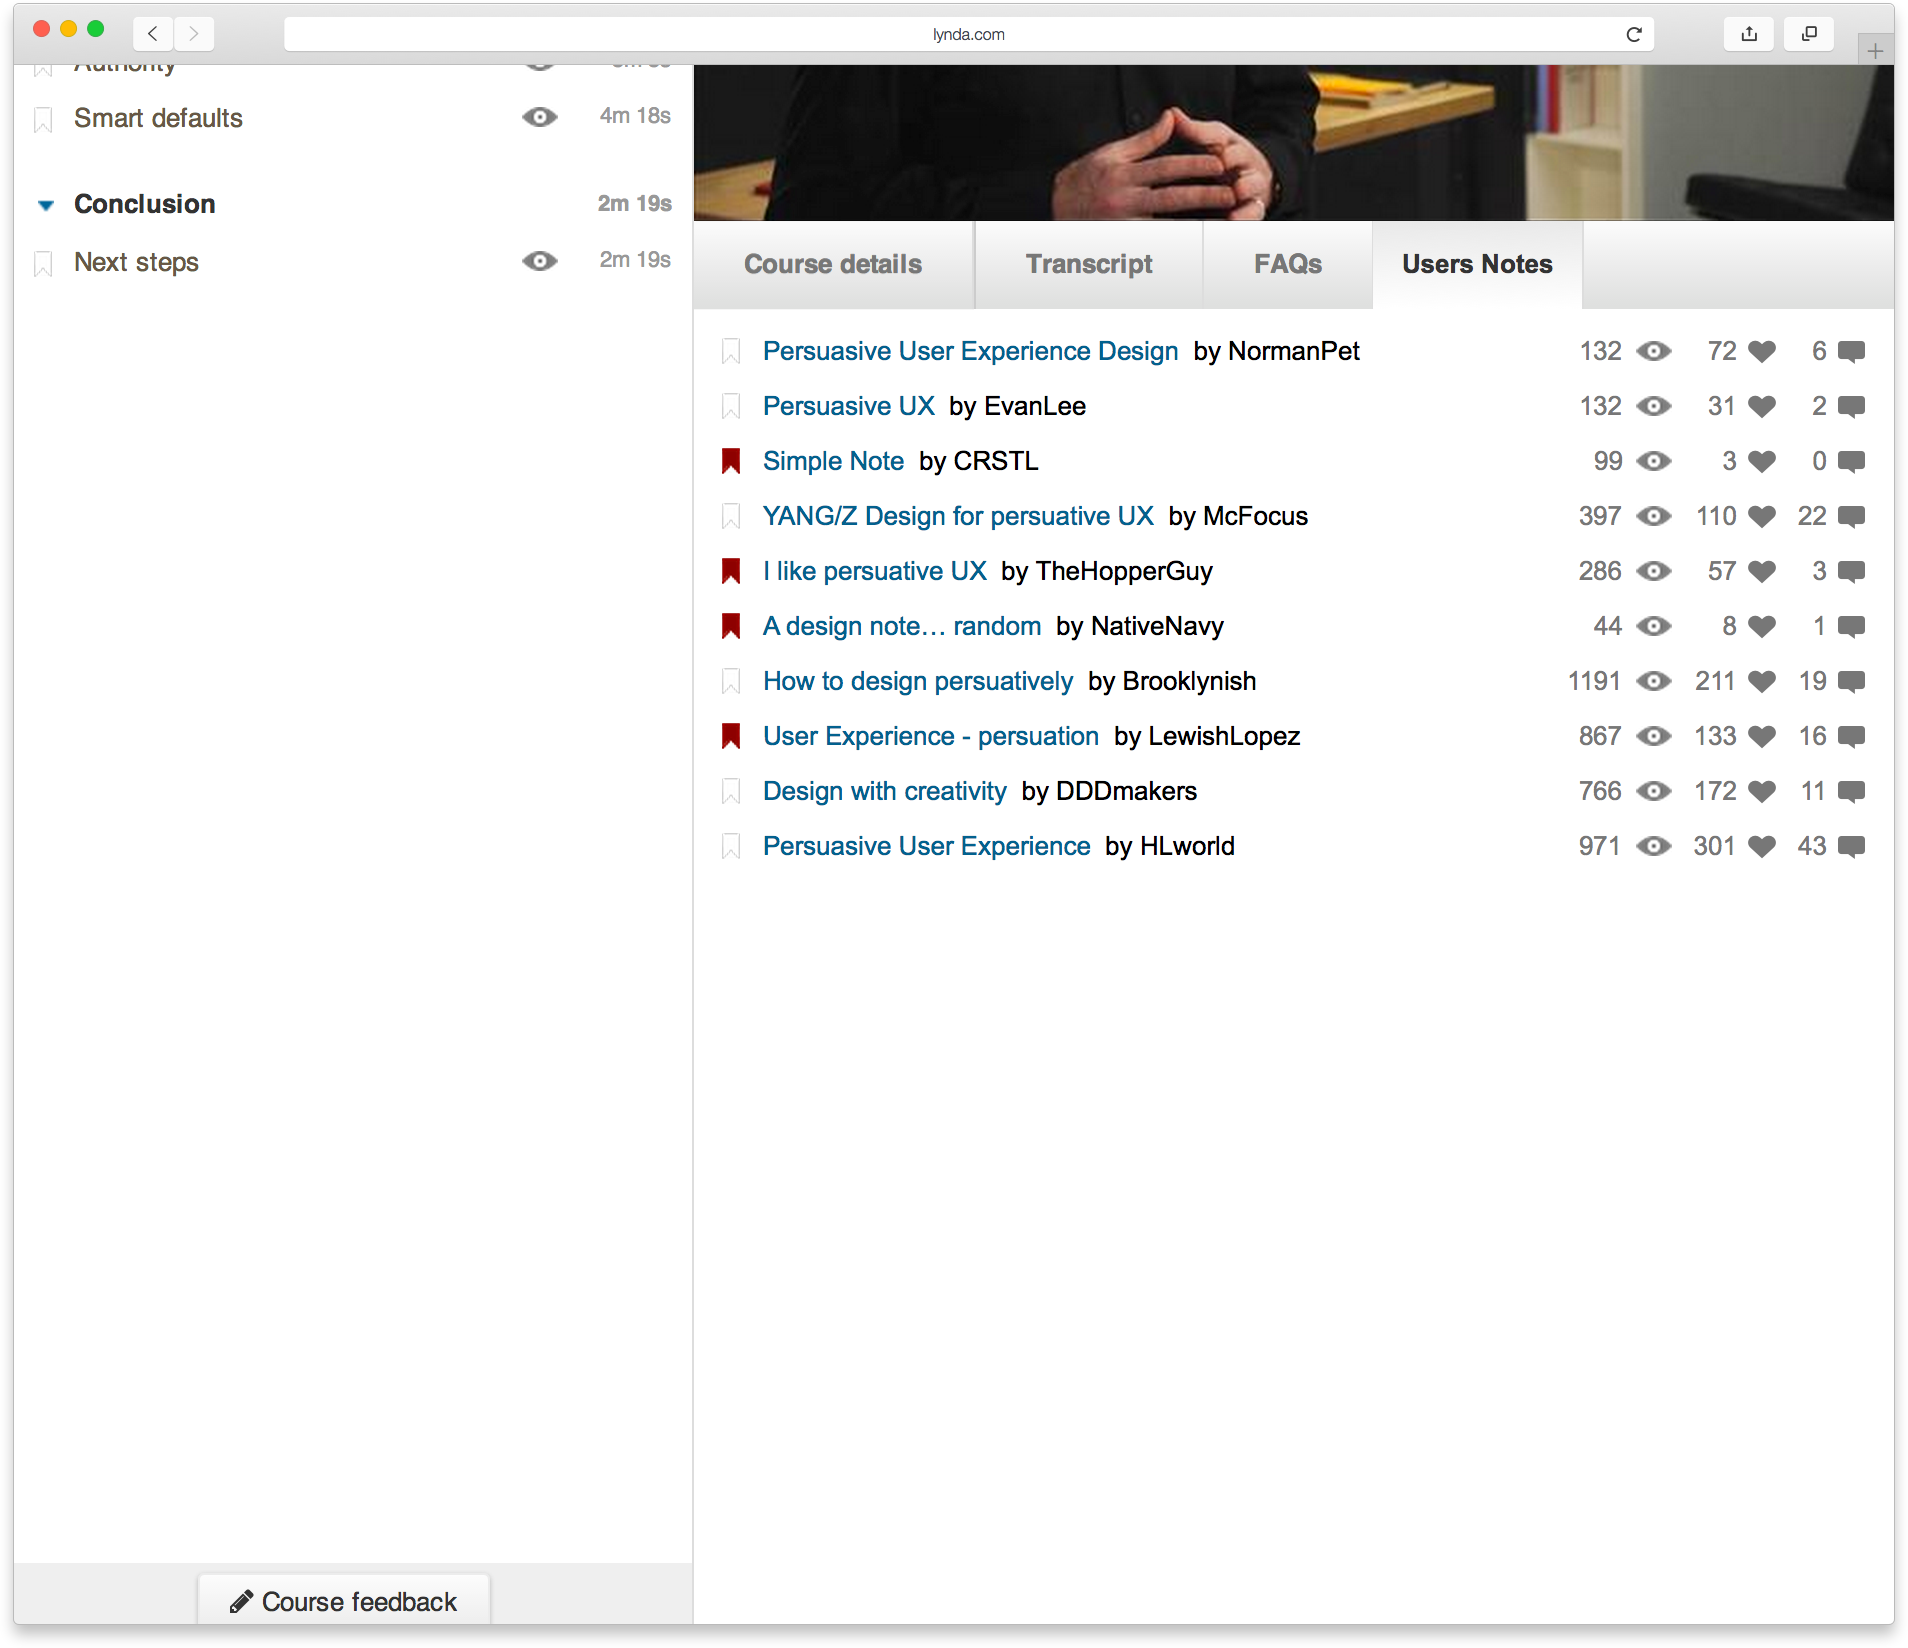 lynda.com
Authority
Smart defaults 4m 18s
Conclusion 2m 19s
Next steps 2m 19s
Course details Transcript FAQs Users Notes
Persuasive User Experience Design by NormanPet 132 72 6
Persuasive UX by EvanLee 132 31 2
Simple Note by CRSTL 99 3 0
YANG/Z Design for persuative UX by McFocus 397 110 22
I like persuative UX by TheHopperGuy 286 57 3
A design note… random by NativeNavy 44 8 1
How to design persuatively by Brooklynish 1191 211 19
User Experience - persuation by LewishLopez 867 133 16
Design with creativity by DDDmakers 766 172 11
Persuasive User Experience by HLworld 971 301 43
Course feedback